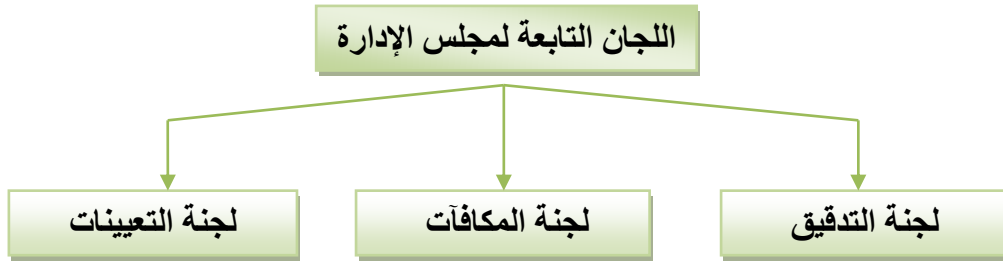 اللجان التابعة لمجلس الإدارة
لجنة التدقيق
لجنة المكافآت
لجنة التعيينات